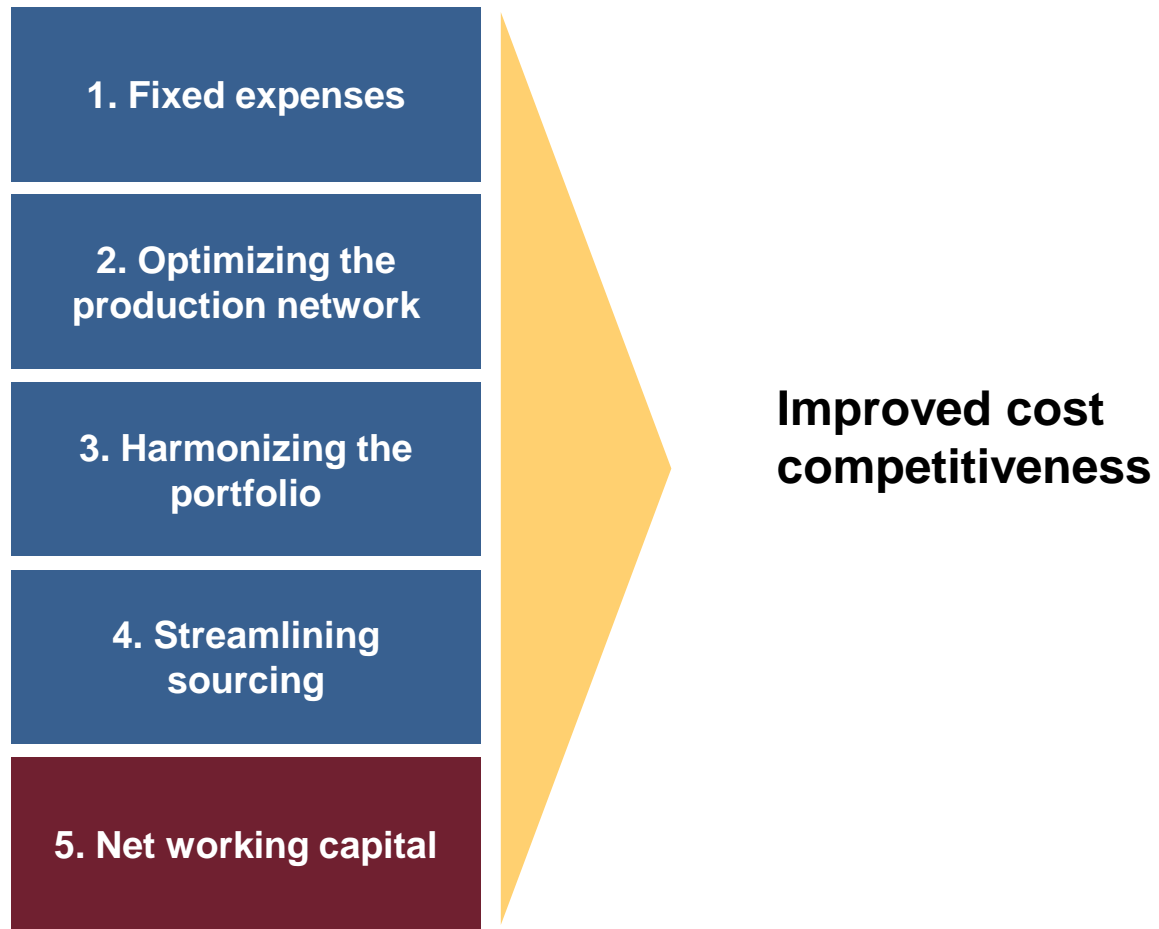 1. Fixed expenses
2. Optimizing the
production network
3. Harmonizing the
portfolio
4. Streamlining
sourcing
5. Net working capital
Improved cost
competitiveness